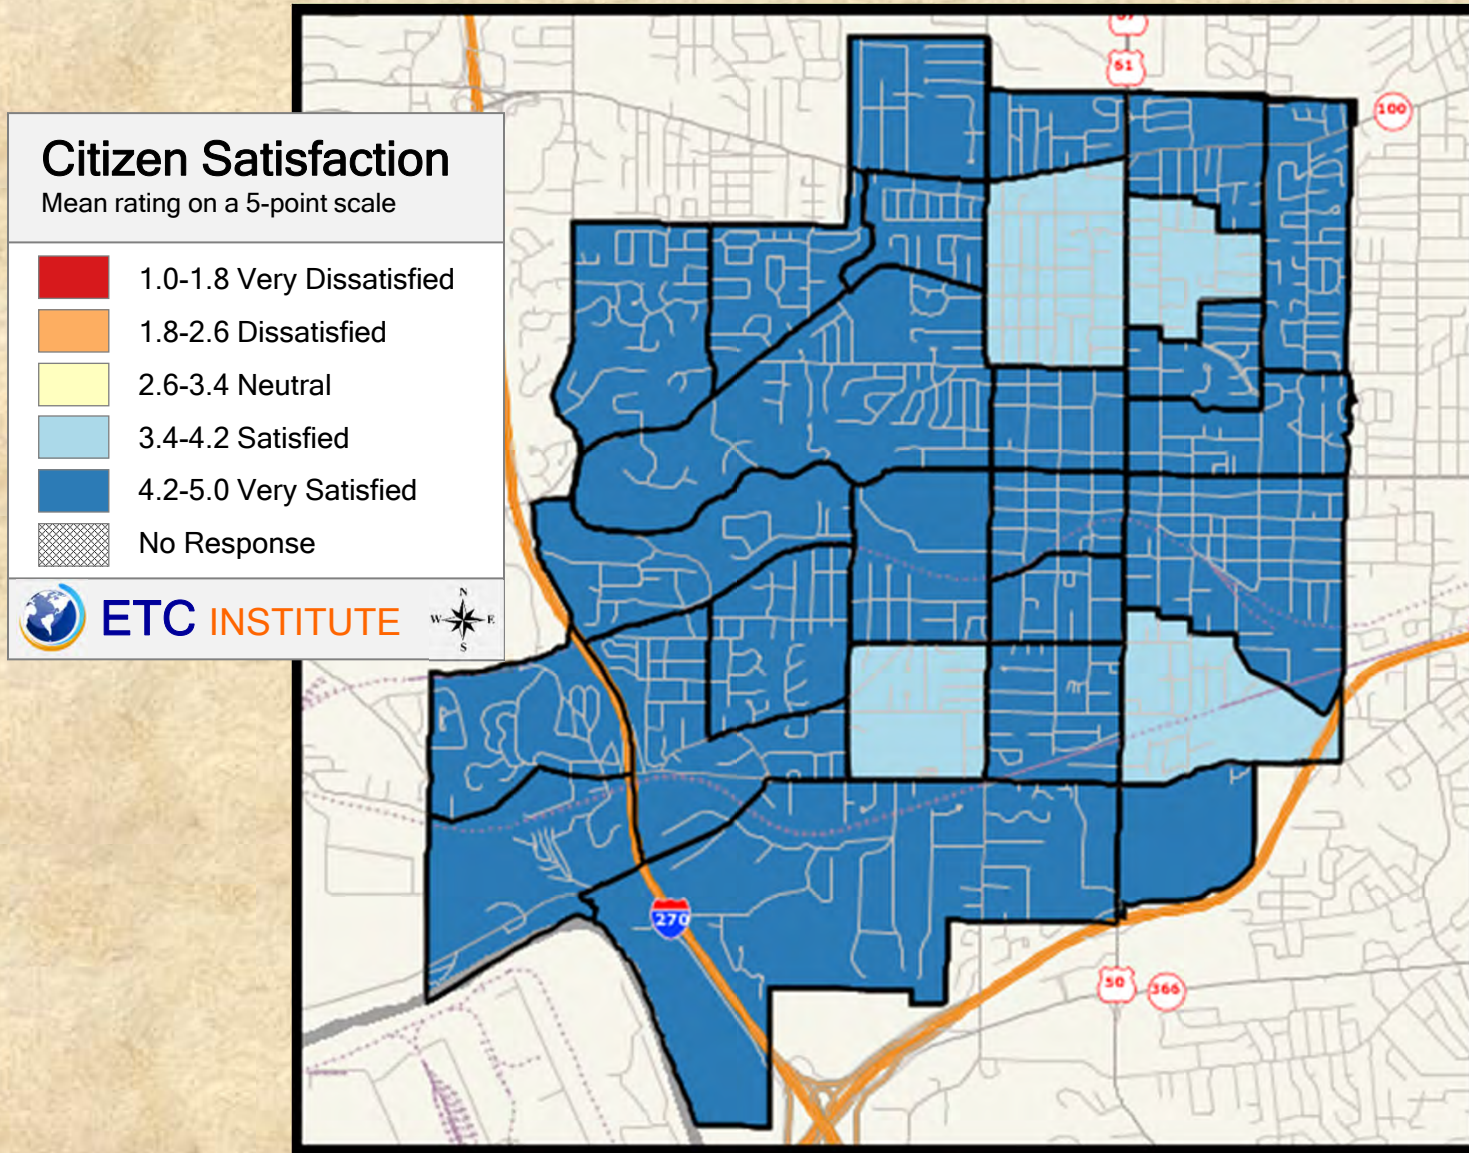 Citizen Satisfaction
Mean rating on a 5-point scale
1.0-1.8 Very Dissatisfied
1.8-2.6 Dissatisfied
2.6-3.4 Neutral
3.4-4.2 Satisfied
4.2-5.0 Very Satisfied
No Response
ETC INSTITUTE
N
W E
S
61
100
270
50
366